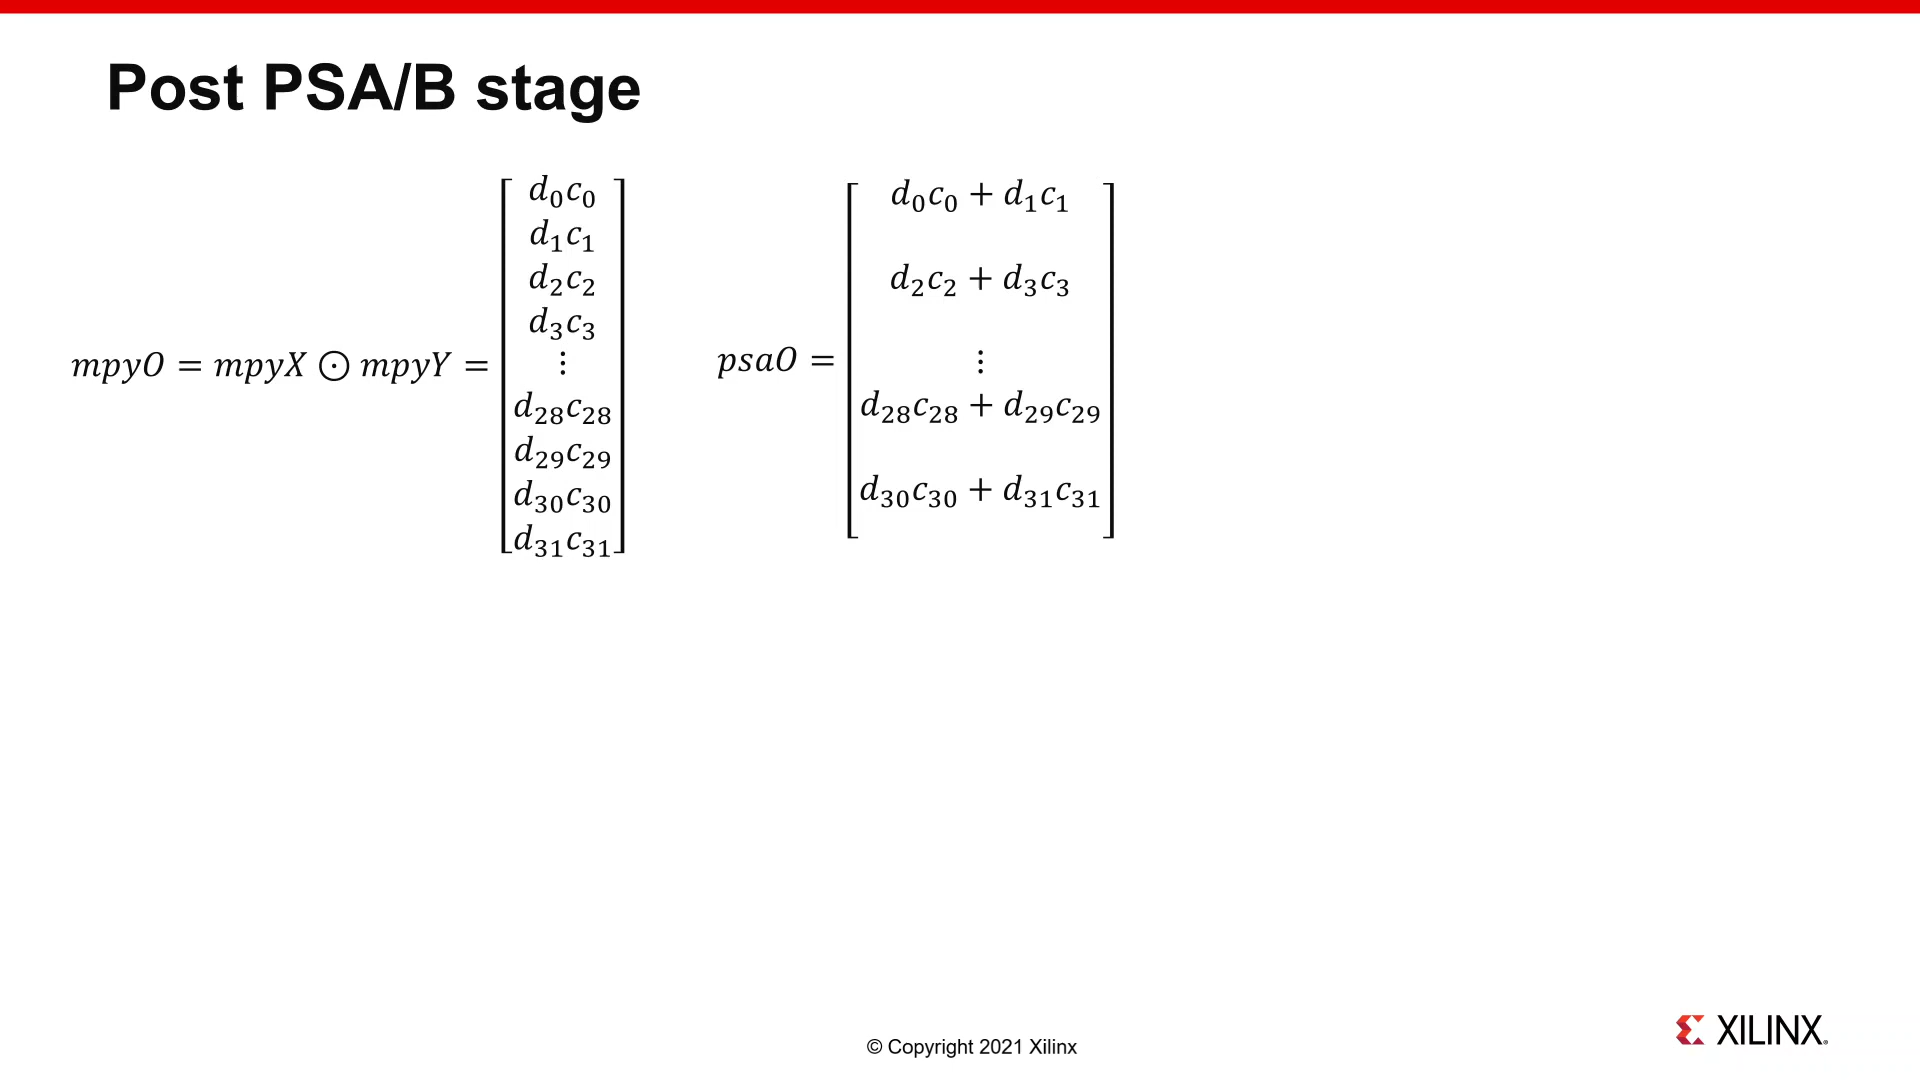 Post PSA/B stage
mpyO = mpyX ⊙ mpyY =
d₀c₀
d₁c₁
d₂c₂
d₃c₃
⋮
d₂₈c₂₈
d₂₉c₂₉
d₃₀c₃₀
d₃₁c₃₁
psaO =
d₀c₀ + d₁c₁
d₂c₂ + d₃c₃
⋮
d₂₈c₂₈ + d₂₉c₂₉
d₃₀c₃₀ + d₃₁c₃₁
© Copyright 2021 Xilinx
XILINX®